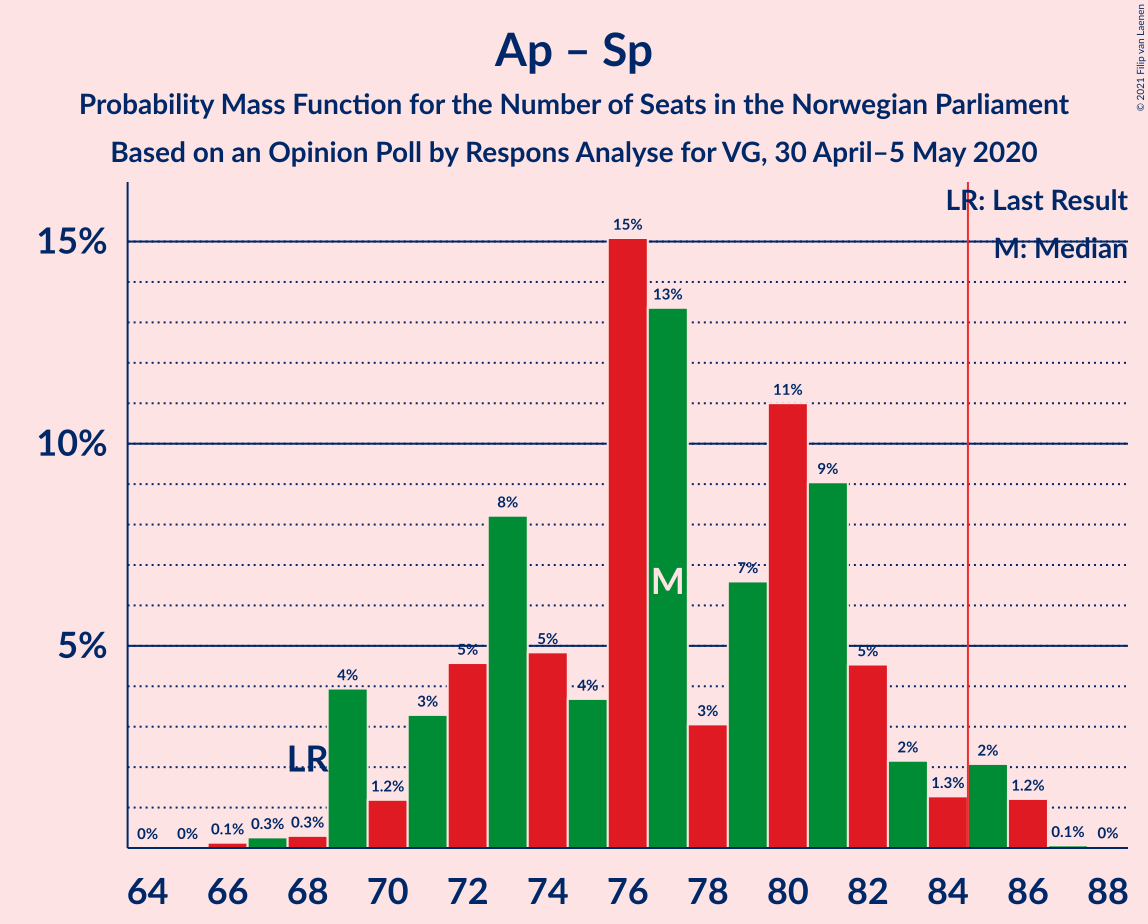 Ap – Sp
Probability Mass Function for the Number of Seats in the Norwegian Parliament
Based on an Opinion Poll by Respons Analyse for VG, 30 April–5 May 2020
© 2021 Filip van Laenen
LR: Last Result
M: Median
15%
10%
5%
0% 0% 0.1% 0.3% 0.3% 4% 1.2% 3% 5% 8% 5% 4% 15% 13% 3% 7% 11% 9% 5% 2% 1.3% 2% 1.2% 0.1% 0%
LR
M
64 66 68 70 72 74 76 78 80 82 84 86 88